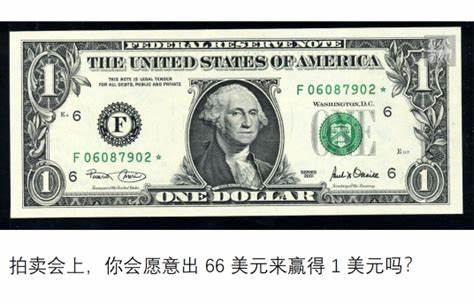 FEDERAL RESERVE NOTE
THE UNITED STATES OF AMERICA
THIS NOTE IS LEGAL TENDER
FOR ALL DEBTS, PUBLIC AND PRIVATE
F 06087902 ★
WASHINGTON, D.C.
6
6
F
F 06087902 ★
6
6
SERIES
2001
ONE
ONE DOLLAR
1
1
1
1
拍卖会上，你会愿意出 66 美元来赢得 1 美元吗？